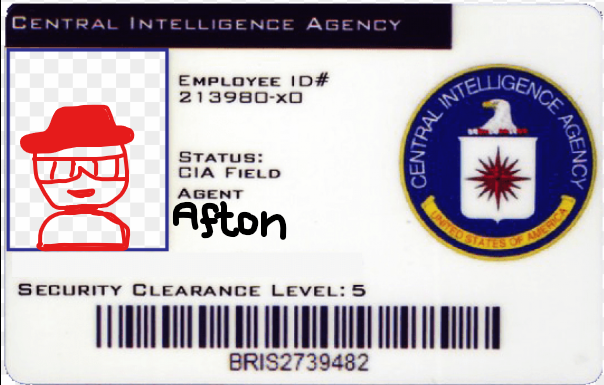 CENTRAL INTELLIGENCE AGENCY
EMPLOYEE ID#
213980-XO
STATUS:
CIA FIELD
AGENT
Afton
CENTRAL INTELLIGENCE AGENCY
UNITED STATES OF AMERICA
SECURITY CLEARANCE LEVEL: 5
BRIS2739482